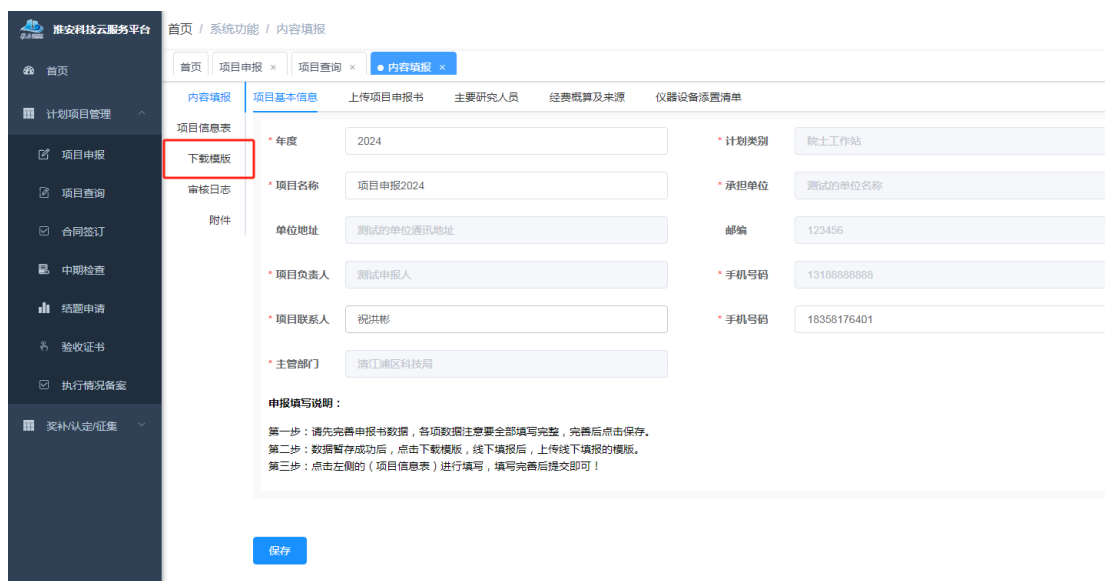 淮安科技云服务平台
首页 / 系统功能 / 内容填报
首页
项目申报 ×
项目查询 ×
内容填报 ×
首页
计划项目管理
项目申报
项目查询
合同签订
中期检查
结题申请
验收证书
执行情况备案
奖补/认定/征集
内容填报
项目信息表
下载模版
审核日志
附件
项目基本信息 上传项目申报书 主要研究人员 经费概算及来源 仪器设备添置清单
* 年度 2024 * 计划类别 院士工作站
* 项目名称 项目申报2024 * 承担单位 测试的单位名称
单位地址 测试的单位通讯地址 邮编 123456
* 项目负责人 测试申报人 * 手机号码 13188888888
* 项目联系人 祝洪彬 * 手机号码 18358176401
* 主管部门 清江浦区科技局
申报填写说明：
第一步：请先完善申报书数据，各项数据注意要全部填写完整，完善后点击保存。
第二步：数据暂存成功后，点击下载模版，线下填报后，上传线下填报的模版。
第三步：点击左侧的（项目信息表）进行填写，填写完善后提交即可！
保存